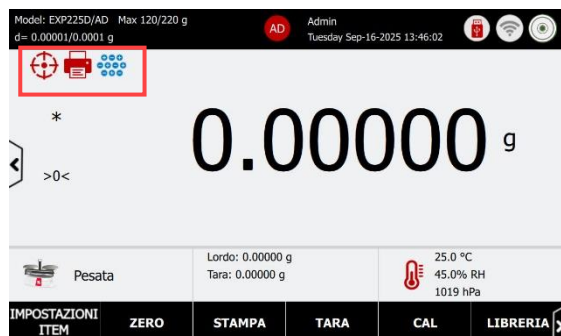 Model: EXP225D/AD Max 120/220 g
d= 0.00001/0.0001 g
AD
Admin
Tuesday Sep-16-2025 13:46:02
*
>0<
0.00000 g
Pesata
Lordo: 0.00000 g
Tara: 0.00000 g
25.0 °C
45.0% RH
1019 hPa
IMPOSTAZIONI
ITEM
ZERO
STAMPA
TARA
CAL
LIBRERIA